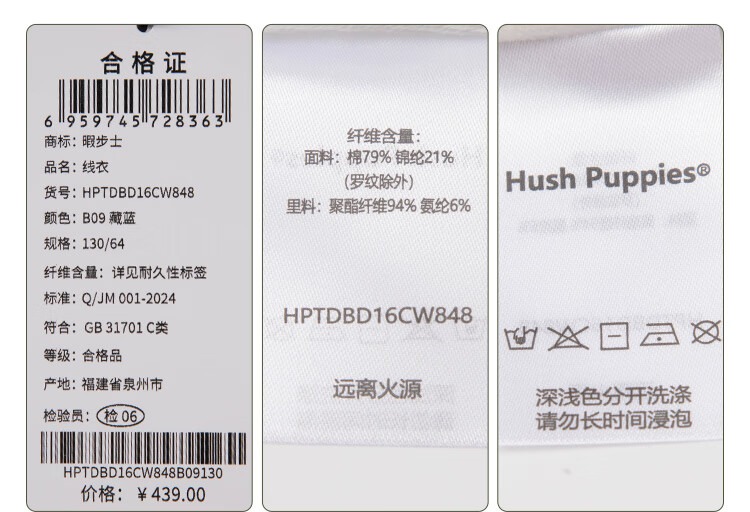 合格证
6 959745 728363
商标：暇步士
品名：线衣
货号：HPTDBD16CW848
颜色：B09 藏蓝
规格：130/64
纤维含量：详见耐久性标签
标准：Q/JM 001-2024
符合：GB 31701 C类
等级：合格品
产地：福建省泉州市
检验员：检 06
HPTDBD16CW848B09130
价格：￥439.00
纤维含量：
面料：棉79% 锦纶21%
（罗纹除外）
里料：聚酯纤维94% 氨纶6%
HPTDBD16CW848
远离火源
Hush Puppies®
深浅色分开洗涤
请勿长时间浸泡